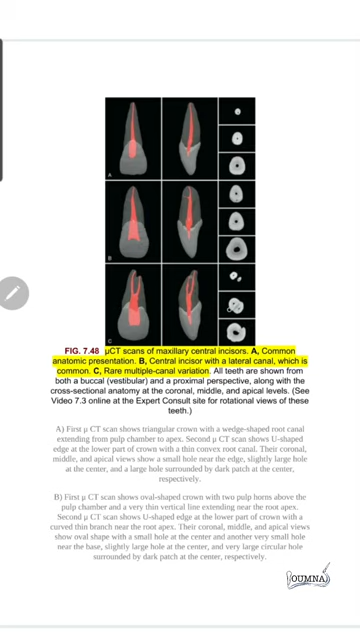 A
B
C
FIG. 7.48 µCT scans of maxillary central incisors. A, Common
anatomic presentation. B, Central incisor with a lateral canal, which is
common. C, Rare multiple-canal variation. All teeth are shown from
both a buccal (vestibular) and a proximal perspective, along with the
cross-sectional anatomy at the coronal, middle, and apical levels. (See
Video 7.3 online at the Expert Consult site for rotational views of these
teeth.)
A) First µ CT scan shows triangular crown with a wedge-shaped root canal
extending from pulp chamber to apex. Second µ CT scan shows U-shaped
edge at the lower part of crown with a thin convex root canal. Their coronal,
middle, and apical views show a small hole near the edge, slightly large hole
at the center, and a large hole surrounded by dark patch at the center,
respectively.
B) First µ CT scan shows oval-shaped crown with two pulp horns above the
pulp chamber and a very thin vertical line extending near the root apex.
Second µ CT scan shows U-shaped edge at the lower part of crown with a
curved thin branch near the root apex. Their coronal, middle, and apical views
show oval shape with a small hole at the center and another very small hole
near the base, slightly large hole at the center, and very large circular hole
surrounded by dark patch at the center, respectively.
OUMNA